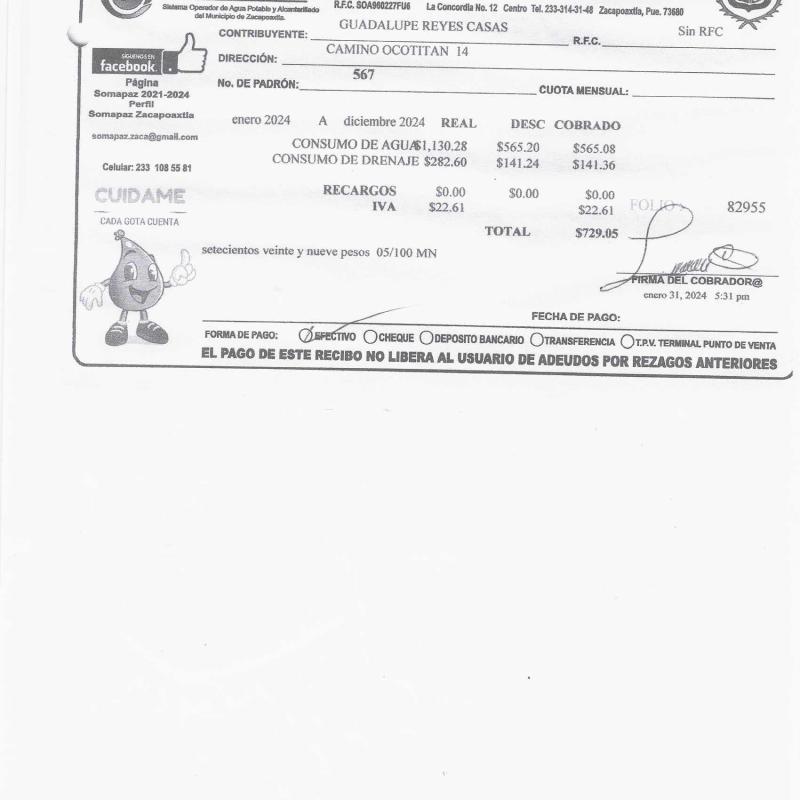 Sistema Operador de Agua Potable y Alcantarillado
del Municipio de Zacapoaxtla.
R.F.C. SOA960227FU6 La Concordia No. 12 Centro Tel. 233-314-31-48 Zacapoaxtla, Pue. 73680
CONTRIBUYENTE: GUADALUPE REYES CASAS R.F.C. Sin RFC
DIRECCIÓN: CAMINO OCOTITAN 14
No. DE PADRÓN: 567 CUOTA MENSUAL:
SÍGUENOS EN
facebook.
Página
Somapaz 2021-2024
Perfil
Somapaz Zacapoaxtla
somapaz.zaca@gmail.com
Celular: 233 108 55 81
CUIDAME
CADA GOTA CUENTA
enero 2024 A diciembre 2024 REAL DESC COBRADO
CONSUMO DE AGUA $1,130.28 $565.20 $565.08
CONSUMO DE DRENAJE $282.60 $141.24 $141.36
RECARGOS $0.00 $0.00 $0.00
IVA $22.61 $22.61 FOLIO: 82955
TOTAL $729.05
setecientos veinte y nueve pesos 05/100 MN
FIRMA DEL COBRADOR@
enero 31, 2024 5:31 pm
FECHA DE PAGO:
FORMA DE PAGO: EFECTIVO CHEQUE DEPOSITO BANCARIO TRANSFERENCIA T.P.V. TERMINAL PUNTO DE VENTA
EL PAGO DE ESTE RECIBO NO LIBERA AL USUARIO DE ADEUDOS POR REZAGOS ANTERIORES